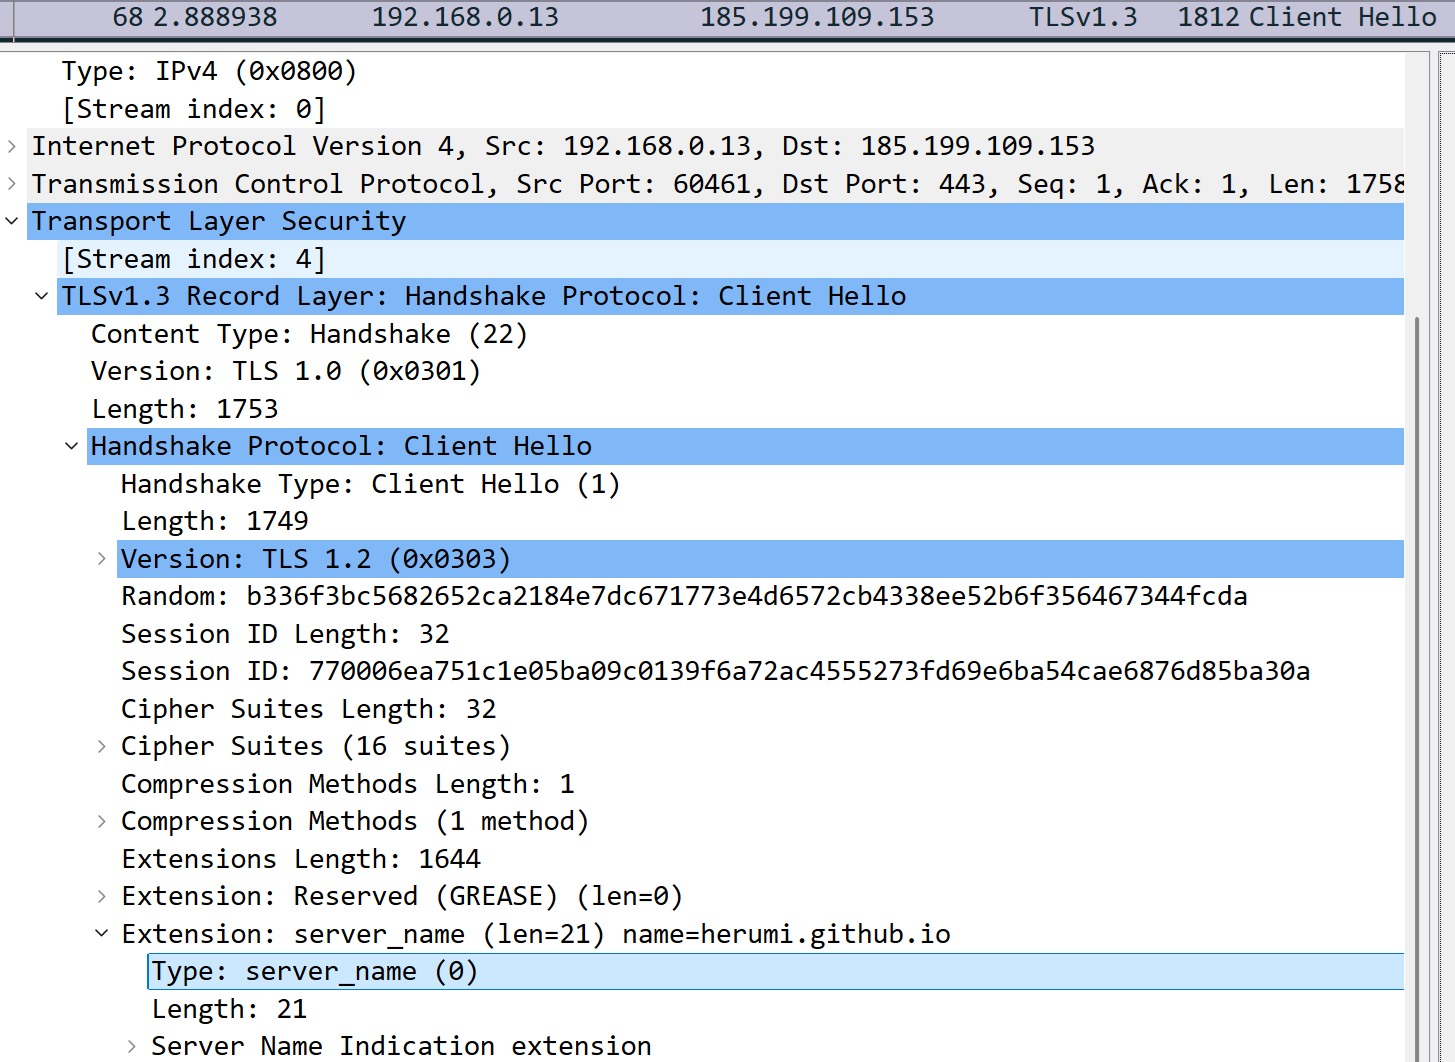 68 2.888938 192.168.0.13 185.199.109.153 TLSv1.3 1812 Client Hello
Type: IPv4 (0x0800)
[Stream index: 0]
Internet Protocol Version 4, Src: 192.168.0.13, Dst: 185.199.109.153
Transmission Control Protocol, Src Port: 60461, Dst Port: 443, Seq: 1, Ack: 1, Len: 1758
Transport Layer Security
[Stream index: 4]
TLSv1.3 Record Layer: Handshake Protocol: Client Hello
Content Type: Handshake (22)
Version: TLS 1.0 (0x0301)
Length: 1753
Handshake Protocol: Client Hello
Handshake Type: Client Hello (1)
Length: 1749
Version: TLS 1.2 (0x0303)
Random: b336f3bc5682652ca2184e7dc671773e4d6572cb4338ee52b6f356467344fcda
Session ID Length: 32
Session ID: 770006ea751c1e05ba09c0139f6a72ac4555273fd69e6ba54cae6876d85ba30a
Cipher Suites Length: 32
Cipher Suites (16 suites)
Compression Methods Length: 1
Compression Methods (1 method)
Extensions Length: 1644
Extension: Reserved (GREASE) (len=0)
Extension: server_name (len=21) name=herumi.github.io
Type: server_name (0)
Length: 21
Server Name Indication extension